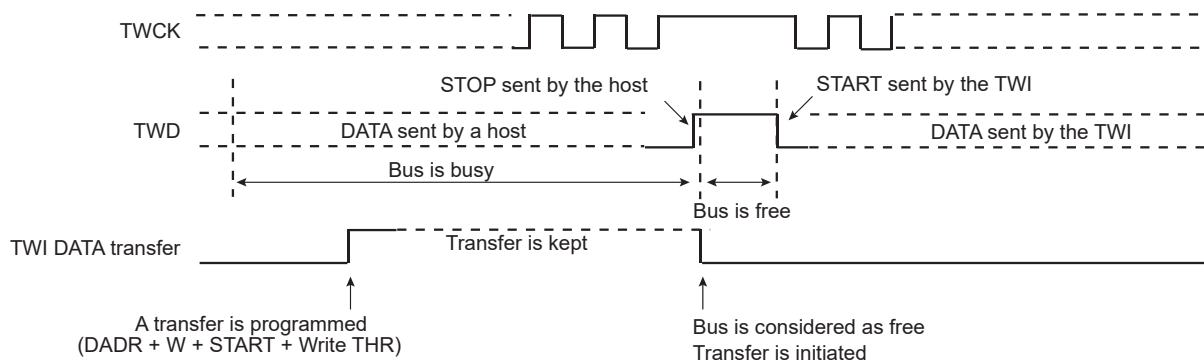 TWCK
STOP sent by the host
START sent by the TWI
TWD
DATA sent by a host
DATA sent by the TWI
Bus is busy
Bus is free
TWI DATA transfer
Transfer is kept
A transfer is programmed
(DADR + W + START + Write THR)
Bus is considered as free
Transfer is initiated